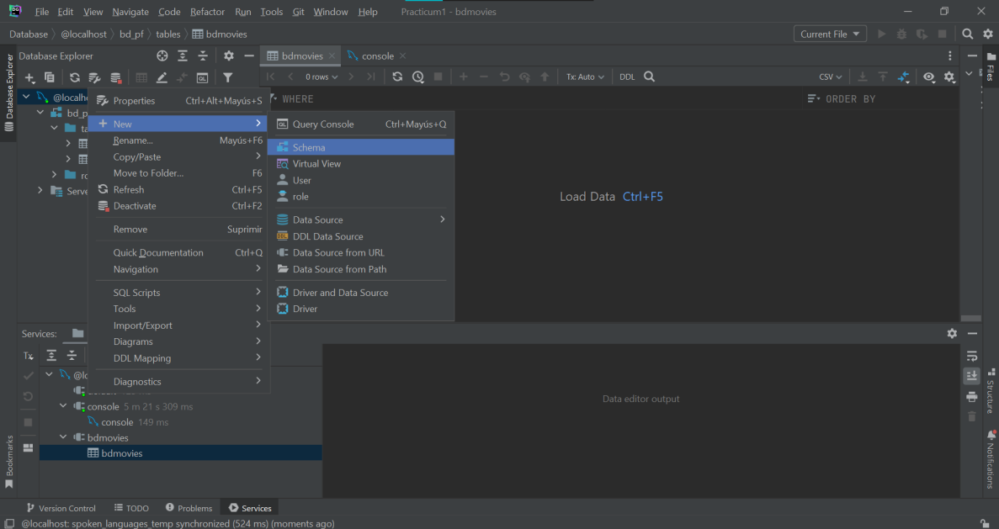 DG File Edit View Navigate Code Refactor Run Tools Git Window Help Practicum1 - bdmovies
Database @localhost bd_pf tables bdmovies Current File
Database Explorer bdmovies console
0 rows Tx: Auto DDL CSV
@localh
WHERE ORDER BY
bd_p
ta
ro
Serve
Properties Ctrl+Alt+Mayús+S
New
Rename... Mayús+F6
Copy/Paste
Move to Folder... F6
Refresh Ctrl+F5
Deactivate Ctrl+F2
Remove Suprimir
Quick Documentation Ctrl+Q
Navigation
SQL Scripts
Tools
Import/Export
Diagrams
DDL Mapping
Diagnostics
QL Query Console Ctrl+Mayús+Q
Schema
Virtual View
User
role
Data Source
DDL DDL Data Source
Data Source from URL
Data Source from Path
Driver and Data Source
Driver
Load Data Ctrl+F5
Services:
Tx
@lo
console 5 m 21 s 309 ms
console 149 ms
bdmovies
bdmovies
Data editor output
Database Explorer
Bookmarks
Files
Structure
Notifications
Version Control TODO Problems Services
@localhost: spoken_languages_temp synchronized (524 ms) (moments ago)